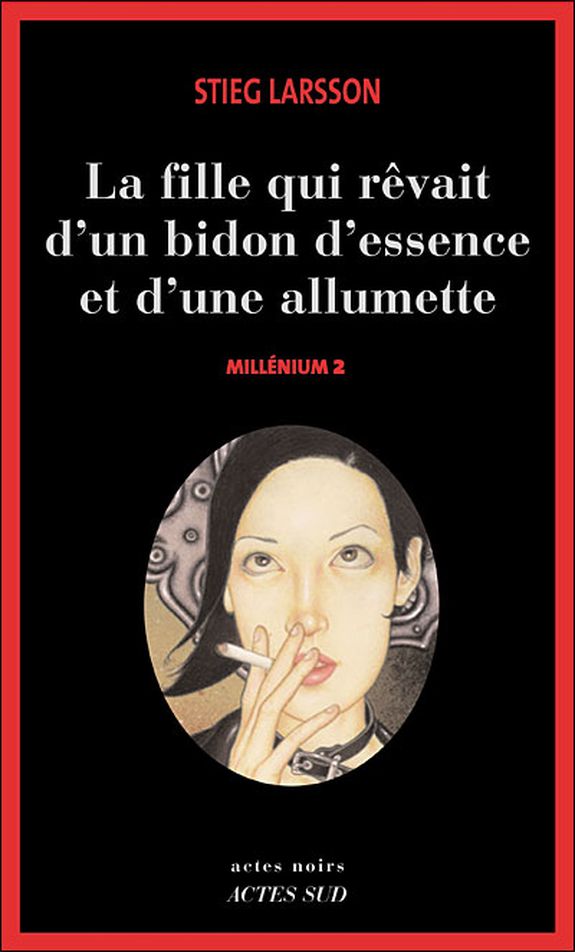 STIEG LARSSON
La fille qui rêvait
d'un bidon d'essence
et d'une allumette
MILLÉNIUM 2
actes noirs
ACTES SUD